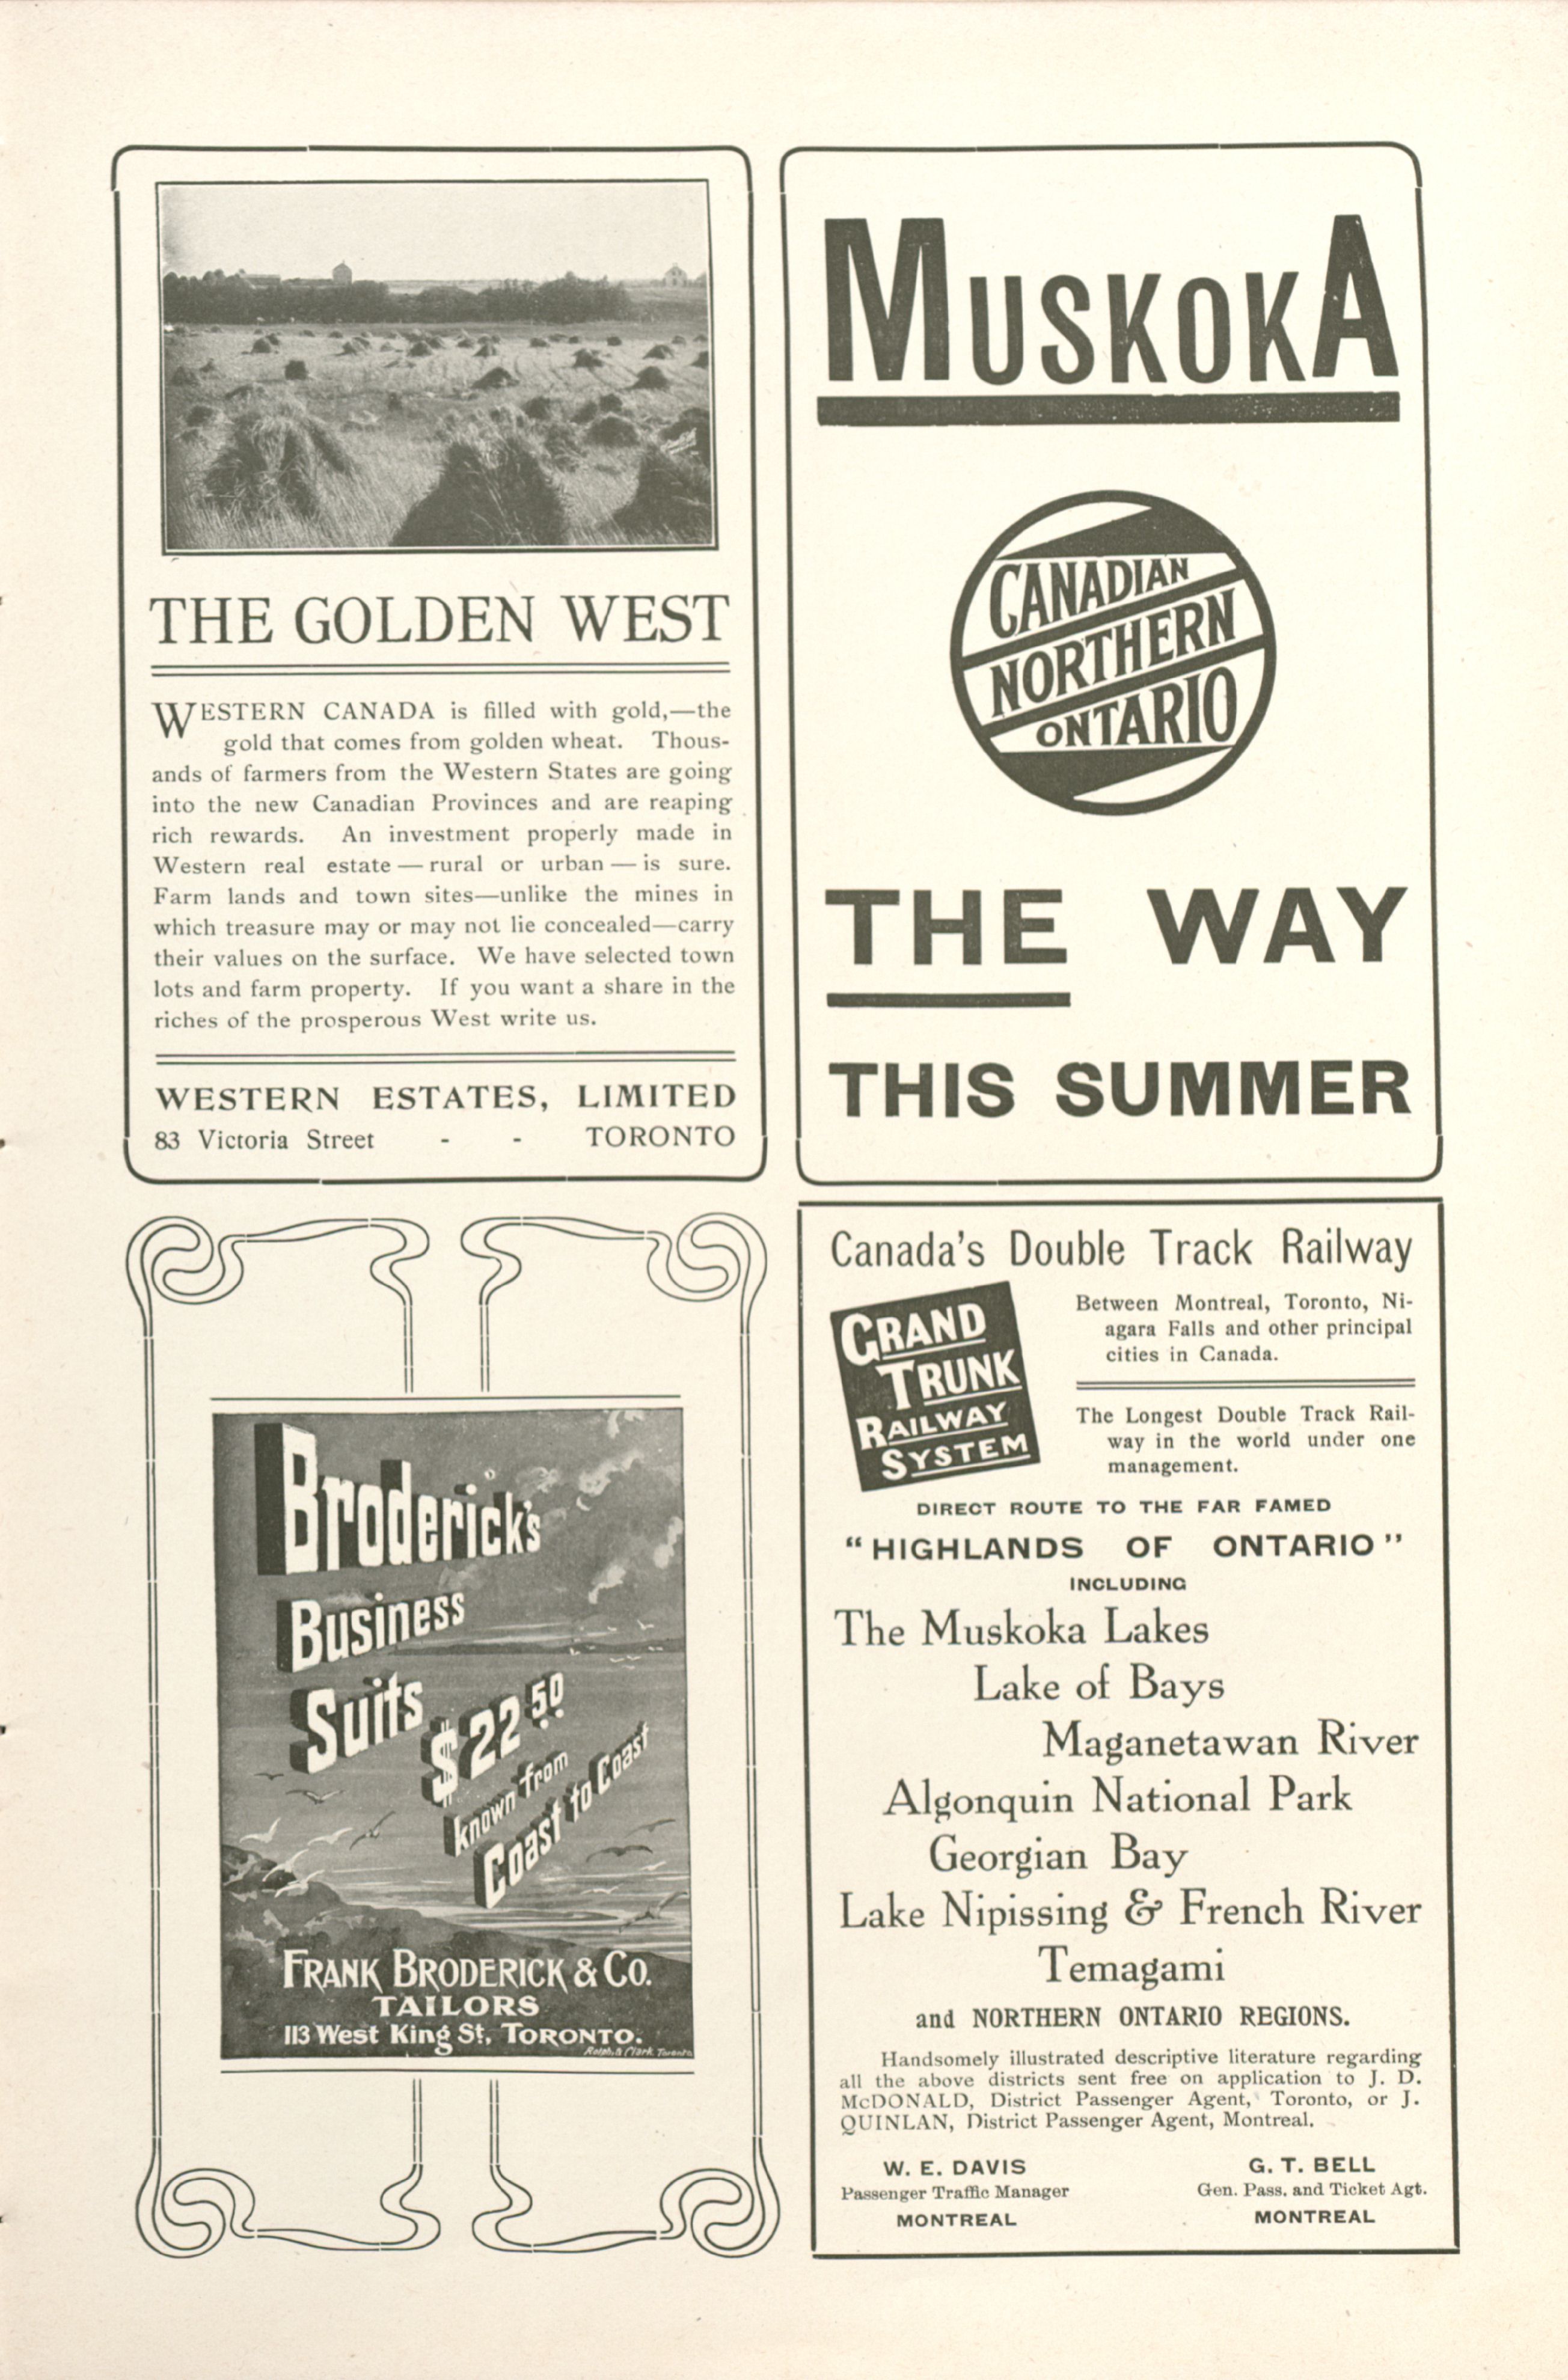 THE GOLDEN WEST
WESTERN CANADA is filled with gold,—the
gold that comes from golden wheat. Thous-
ands of farmers from the Western States are going
into the new Canadian Provinces and are reaping
rich rewards. An investment properly made in
Western real estate — rural or urban — is sure.
Farm lands and town sites—unlike the mines in
which treasure may or may not lie concealed—carry
their values on the surface. We have selected town
lots and farm property. If you want a share in the
riches of the prosperous West write us.
WESTERN ESTATES, LIMITED
83 Victoria Street - - TORONTO
MUSKOKA
CANADIAN
NORTHERN
ONTARIO
THE WAY
THIS SUMMER
Broderick's
Business
Suits
$22.50
known from
Coast to Coast
FRANK BRODERICK & CO.
TAILORS
113 West King St., TORONTO.
Rolph & Clark Toronto
Canada's Double Track Railway
GRAND
TRUNK
RAILWAY
SYSTEM
Between Montreal, Toronto, Ni-
agara Falls and other principal
cities in Canada.
The Longest Double Track Rail-
way in the world under one
management.
DIRECT ROUTE TO THE FAR FAMED
"HIGHLANDS OF ONTARIO"
INCLUDING
The Muskoka Lakes
Lake of Bays
Maganetawan River
Algonquin National Park
Georgian Bay
Lake Nipissing & French River
Temagami
and NORTHERN ONTARIO REGIONS.
Handsomely illustrated descriptive literature regarding
all the above districts sent free on application to J. D.
McDONALD, District Passenger Agent, Toronto, or J.
QUINLAN, District Passenger Agent, Montreal.
W. E. DAVIS
Passenger Traffic Manager
MONTREAL
G. T. BELL
Gen. Pass. and Ticket Agt.
MONTREAL